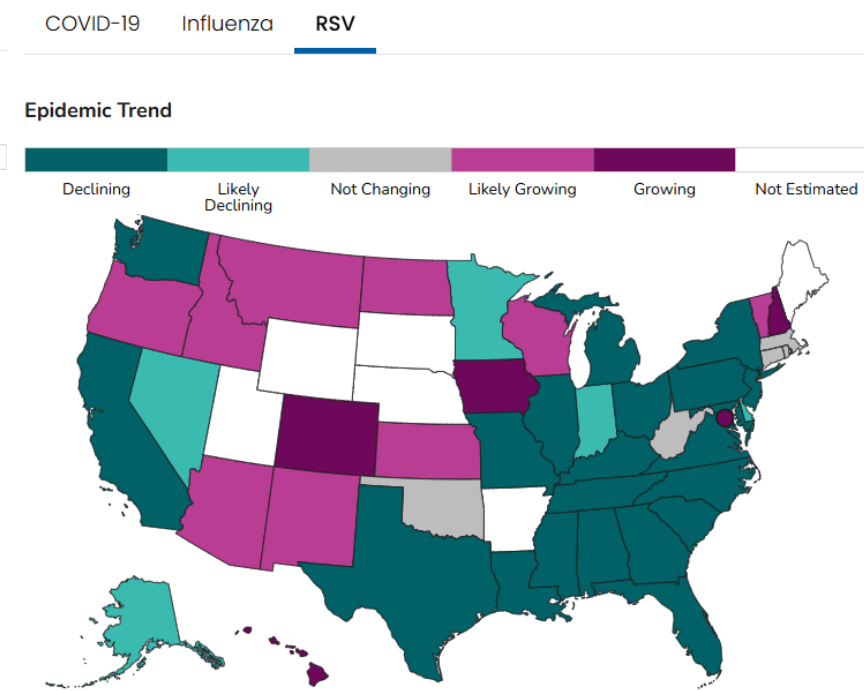 COVID-19 Influenza RSV
Epidemic Trend
Declining Likely Not Changing Likely Growing Growing Not Estimated
Declining